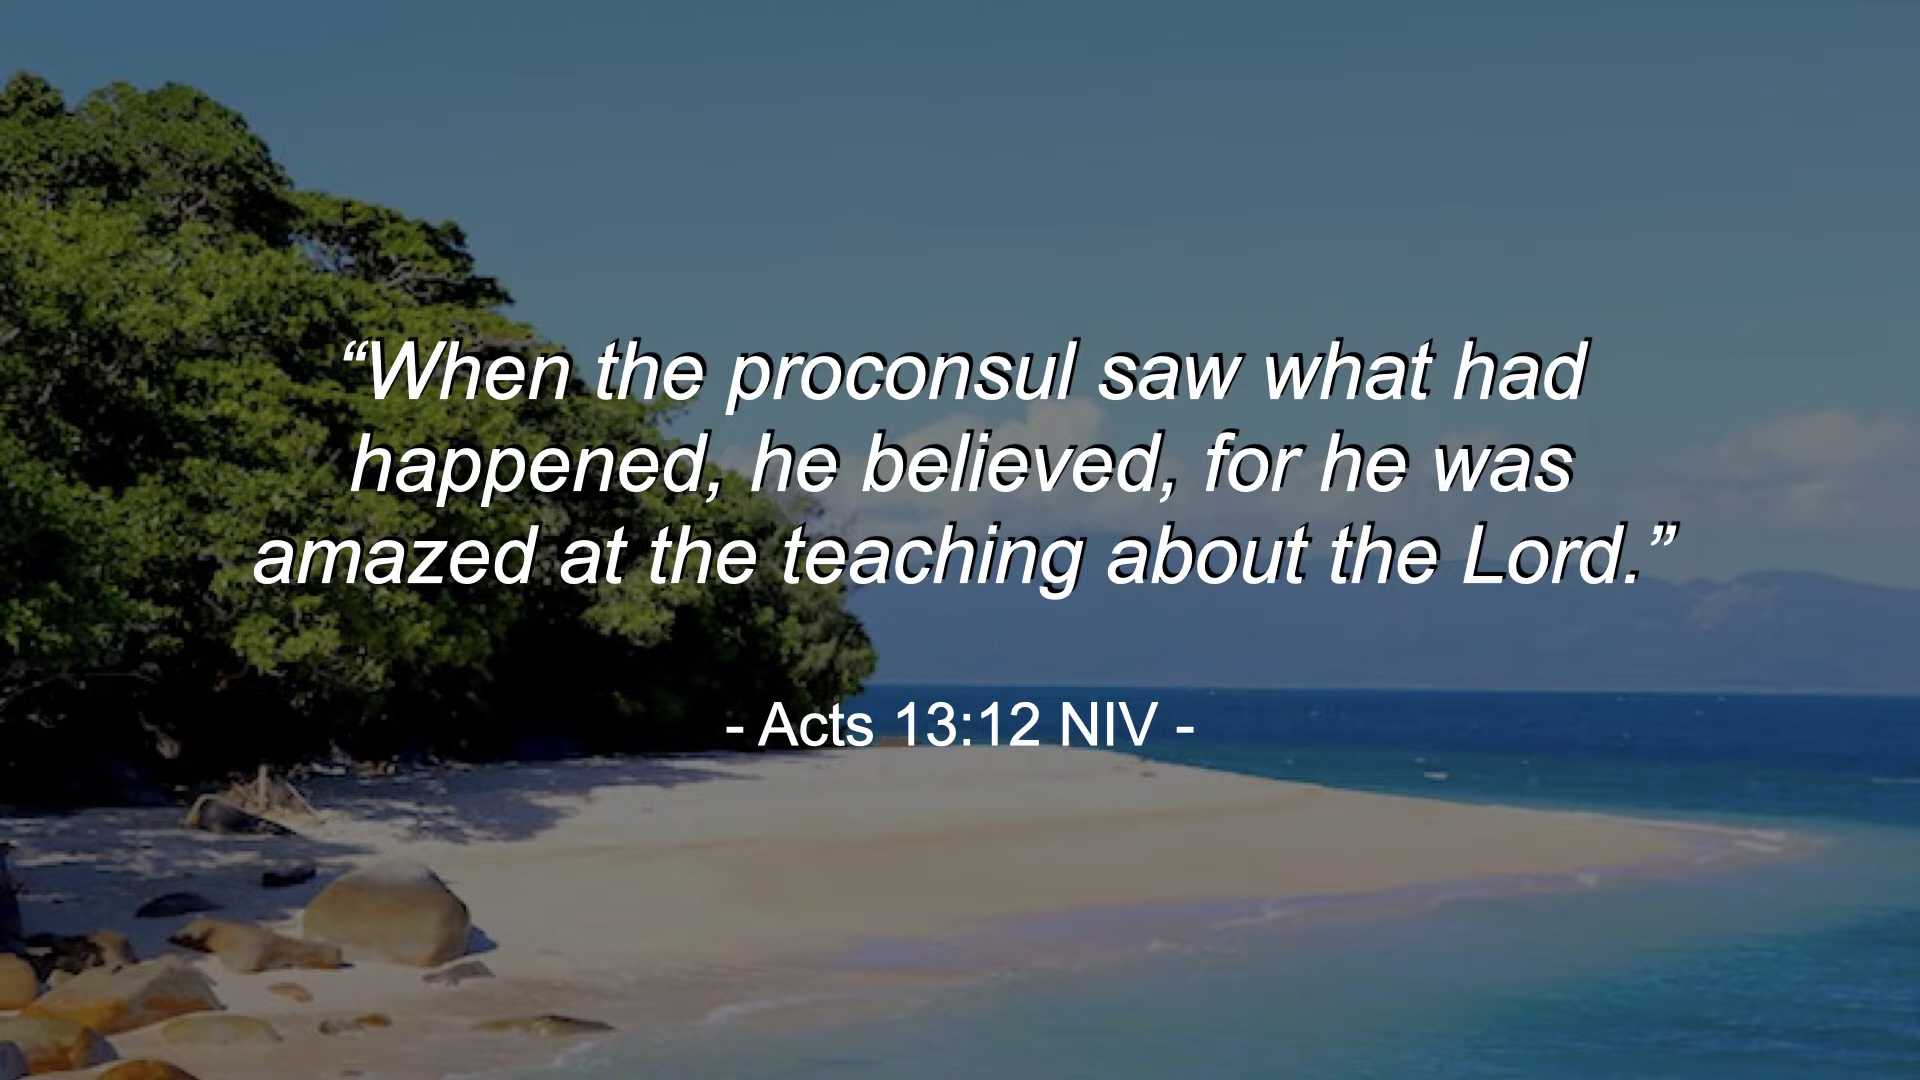 “When the proconsul saw what had
happened, he believed, for he was
amazed at the teaching about the Lord.”
- Acts 13:12 NIV -